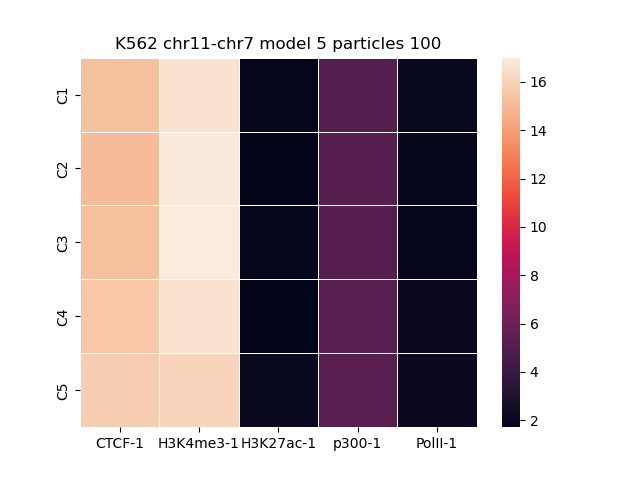 K562 chr11-chr7 model 5 particles 100
C1
C2
C3
C4
C5
CTCF-1 H3K4me3-1 H3K27ac-1 p300-1 PolII-1
16
14
12
10
8
6
4
2